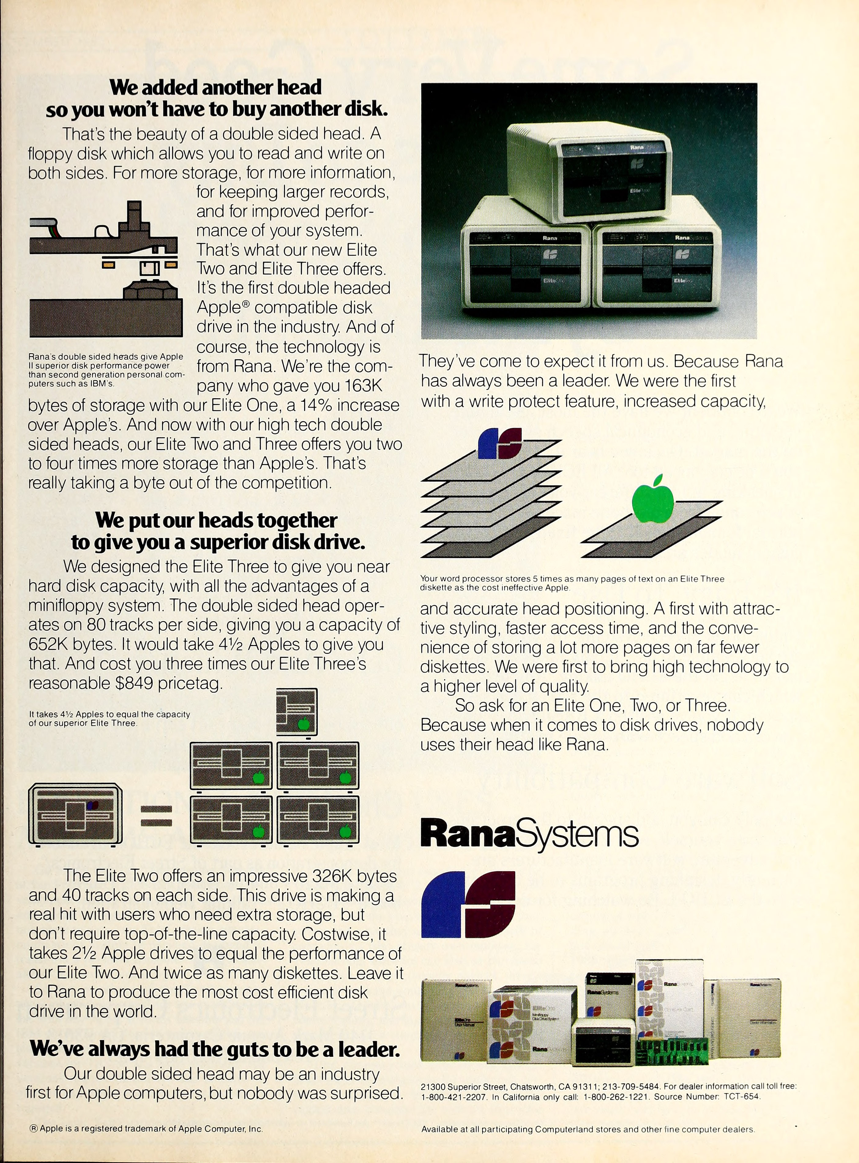 We added another head
so you won't have to buy another disk.
That's the beauty of a double sided head. A
floppy disk which allows you to read and write on
both sides. For more storage, for more information,
for keeping larger records,
and for improved perfor-
mance of your system.
That's what our new Elite
Two and Elite Three offers.
It's the first double headed
Apple® compatible disk
drive in the industry. And of
course, the technology is
from Rana. We're the com-
pany who gave you 163K
bytes of storage with our Elite One, a 14% increase
over Apple's. And now with our high tech double
sided heads, our Elite Two and Three offers you two
to four times more storage than Apple's. That's
really taking a byte out of the competition.
Rana's double sided heads give Apple
II superior disk performance power
than second generation personal com-
puters such as IBM's.
We put our heads together
to give you a superior disk drive.
We designed the Elite Three to give you near
hard disk capacity, with all the advantages of a
minifloppy system. The double sided head oper-
ates on 80 tracks per side, giving you a capacity of
652K bytes. It would take 4½ Apples to give you
that. And cost you three times our Elite Three's
reasonable $849 pricetag.
It takes 4½ Apples to equal the capacity
of our superior Elite Three.
=
The Elite Two offers an impressive 326K bytes
and 40 tracks on each side. This drive is making a
real hit with users who need extra storage, but
don't require top-of-the-line capacity. Costwise, it
takes 2½ Apple drives to equal the performance of
our Elite Two. And twice as many diskettes. Leave it
to Rana to produce the most cost efficient disk
drive in the world.
We've always had the guts to be a leader.
Our double sided head may be an industry
first for Apple computers, but nobody was surprised.
® Apple is a registered trademark of Apple Computer, Inc.
Rana
Elite
Rana
Elite
Rana
Elite
They've come to expect it from us. Because Rana
has always been a leader. We were the first
with a write protect feature, increased capacity,
Your word processor stores 5 times as many pages of text on an Elite Three
diskette as the cost ineffective Apple.
and accurate head positioning. A first with attrac-
tive styling, faster access time, and the conve-
nience of storing a lot more pages on far fewer
diskettes. We were first to bring high technology to
a higher level of quality.
So ask for an Elite One, Two, or Three.
Because when it comes to disk drives, nobody
uses their head like Rana.
RanaSystems
RanaSystems
RanaSystems
RanaSystems
RanaSystems
21300 Superior Street, Chatsworth, CA 91311; 213-709-5484. For dealer information call toll free:
1-800-421-2207. In California only call: 1-800-262-1221. Source Number: TCT-654.
Available at all participating Computerland stores and other fine computer dealers.